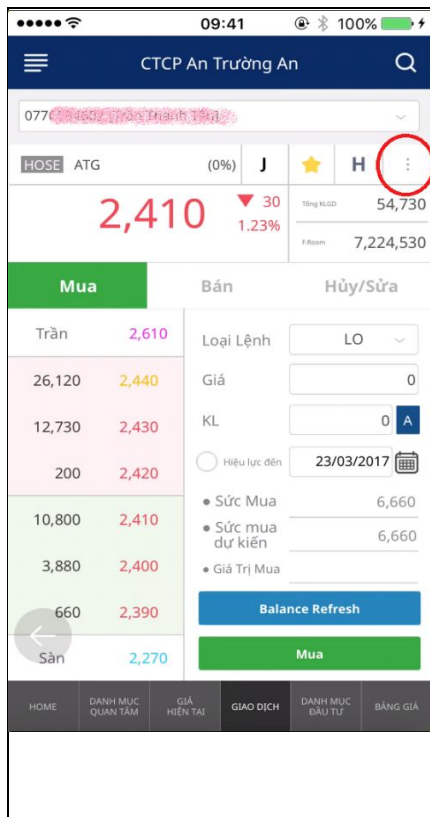 09:41
100%
CTCP An Trường An
HOSE ATG (0%) J H
2,410 30
1.23%
Tổng KLGD 54,730
F.Room 7,224,530
Mua Bán Hủy/Sửa
Trần 2,610
26,120 2,440
12,730 2,430
200 2,420
10,800 2,410
3,880 2,400
660 2,390
Sàn 2,270
Loại Lệnh LO
Giá 0
KL 0 A
Hiệu lực đến 23/03/2017
• Sức Mua 6,660
• Sức mua
dự kiến 6,660
• Giá Trị Mua
Balance Refresh
Mua
HOME
DANH MỤC
QUAN TÂM
GIÁ
HIỆN TẠI
GIAO DỊCH
DANH MỤC
ĐẦU TƯ
BẢNG GIÁ